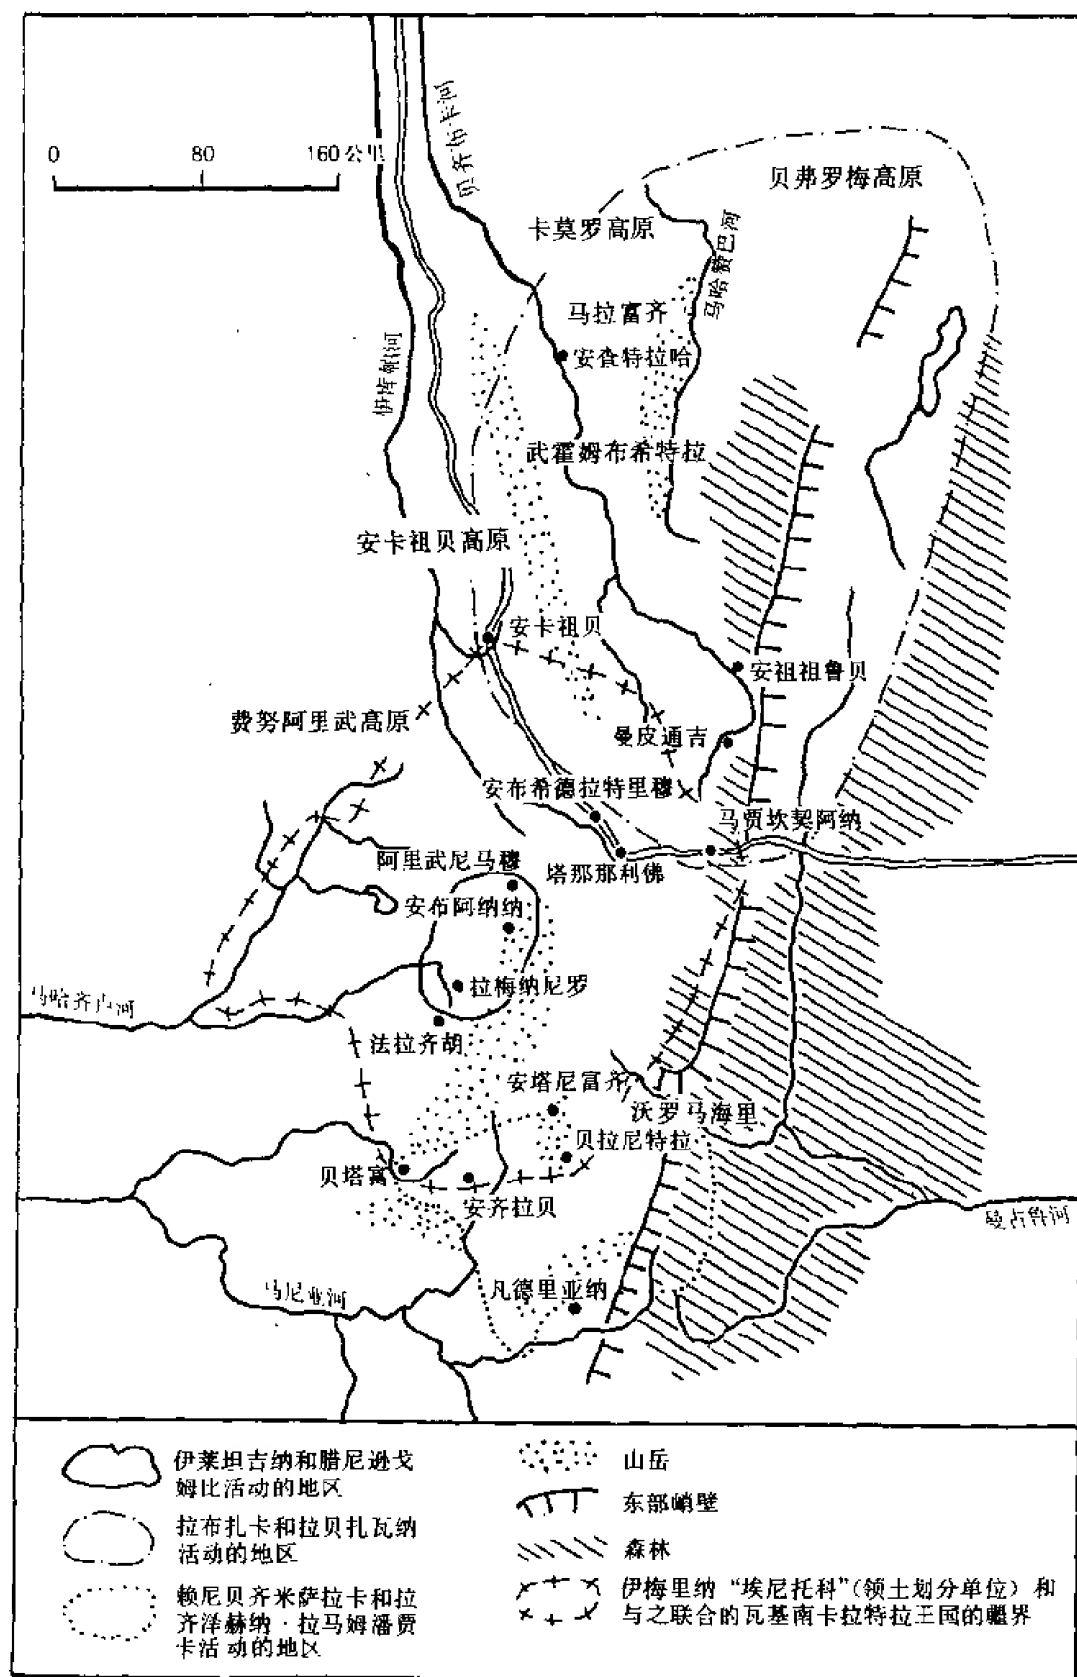 0 80 160公里
贝齐布卡河
贝弗罗梅高原
卡莫罗高原
马哈赞巴河
马拉富齐
安查特拉哈
伊库帕河
武霍姆布希特拉
安卡祖贝高原
安卡祖贝
安祖祖鲁贝
费努阿里武高原
曼皮通吉
安布希德拉特里穆
马贾坎契阿纳
阿里武尼马穆
塔那那利佛
安布阿纳纳
拉梅纳尼罗
马哈齐卢河
法拉齐胡
安塔尼富齐
沃罗马海里
贝拉尼特拉
贝塔富
安齐拉贝
曼古鲁河
马尼亚河
凡德里亚纳
伊莱坦吉纳和腊尼逊戈
姆比活动的地区
拉布扎卡和拉贝扎瓦纳
活动的地区
赖尼贝齐米萨拉卡和拉
齐泽赫纳·拉马姆潘贾
卡活动的地区
山岳
东部峭壁
森林
伊梅里纳“埃尼托科”(领土划分单位)和
与之联合的瓦基南卡拉特拉王国的疆界